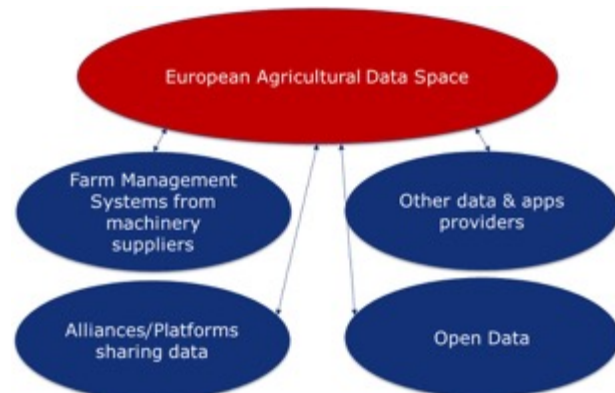 European Agricultural Data Space
Farm Management
Systems from
machinery
suppliers
Other data & apps
providers
Alliances/Platforms
sharing data
Open Data